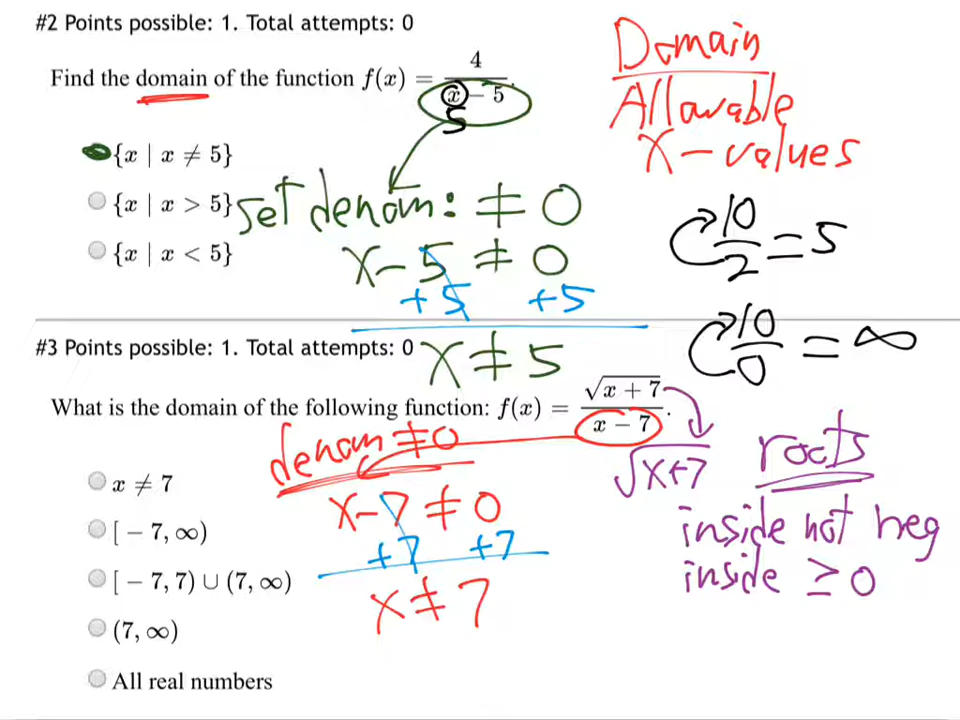 #2 Points possible: 1. Total attempts: 0
Find the domain of the function f(x) = 4/(x − 5).
5
{x | x ≠ 5}
{x | x > 5}
{x | x < 5}
set denom: ≠ 0
x − 5 ≠ 0
+5 +5
x ≠ 5
Domain
Allowable
x − values
10/2 = 5
10/0 = ∞
#3 Points possible: 1. Total attempts: 0
What is the domain of the following function: f(x) = √(x + 7)/(x − 7).
x ≠ 7
[ − 7, ∞)
[ − 7, 7) ∪ (7, ∞)
(7, ∞)
All real numbers
denom ≠ 0
x − 7 ≠ 0
+7 +7
x ≠ 7
√x+7
roots
inside not neg
inside ≥ 0